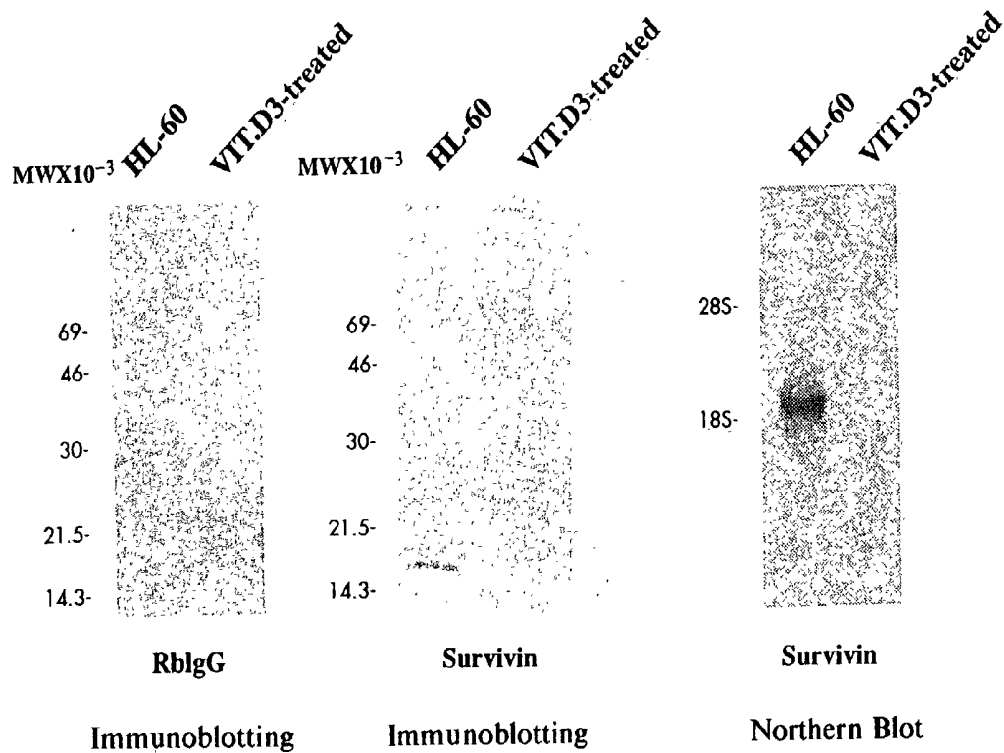 HL-60
VIT.D3-treated
MWX10⁻³
69-
46-
30-
21.5-
14.3-
RbIgG
Immunoblotting
HL-60
VIT.D3-treated
MWX10⁻³
69-
46-
30-
21.5-
14.3-
Survivin
Immunoblotting
HL-60
VIT.D3-treated
28S-
18S-
Survivin
Northern Blot